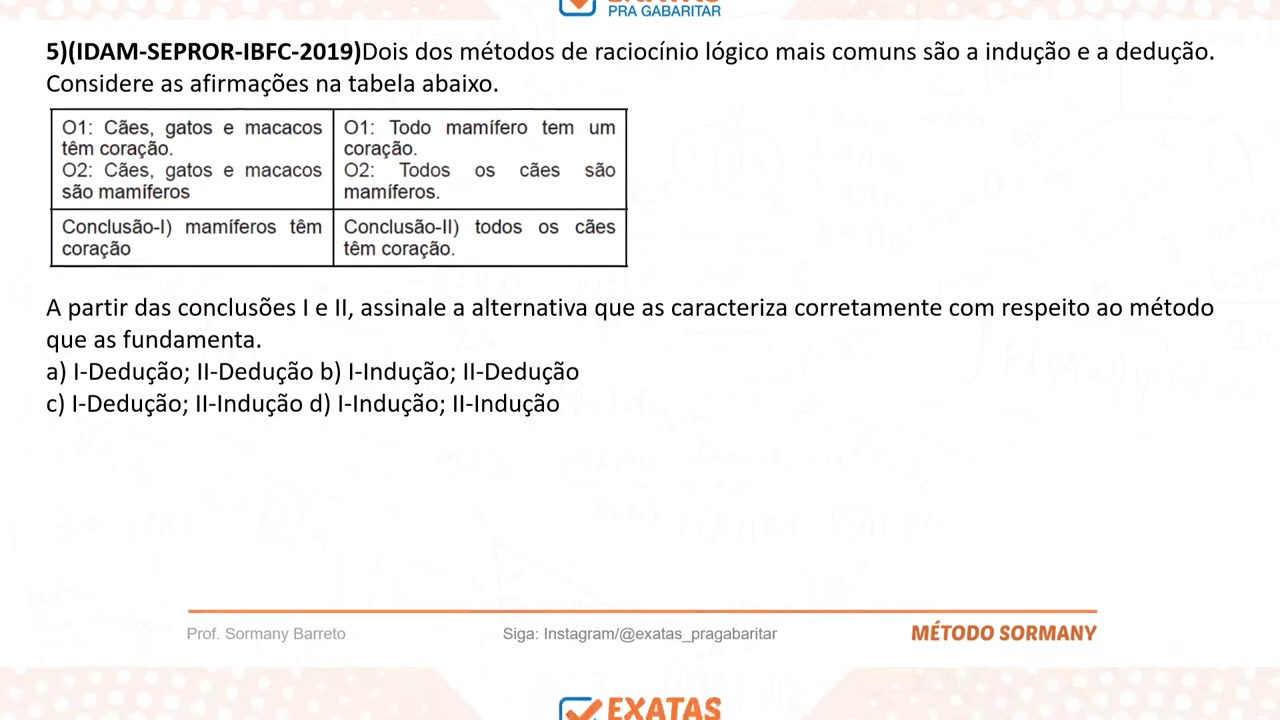 PRA GABARITAR
5)(IDAM-SEPROR-IBFC-2019)Dois dos métodos de raciocínio lógico mais comuns são a indução e a dedução.
Considere as afirmações na tabela abaixo.
O1: Cães, gatos e macacos
têm coração.
O2: Cães, gatos e macacos
são mamíferos
O1: Todo mamífero tem um
coração.
O2: Todos os cães são
mamíferos.
Conclusão-I) mamíferos têm
coração
Conclusão-II) todos os cães
têm coração.
A partir das conclusões I e II, assinale a alternativa que as caracteriza corretamente com respeito ao método
que as fundamenta.
a) I-Dedução; II-Dedução b) I-Indução; II-Dedução
c) I-Dedução; II-Indução d) I-Indução; II-Indução
Prof. Sormany Barreto
Siga: Instagram/@exatas_pragabaritar
MÉTODO SORMANY
EXATAS